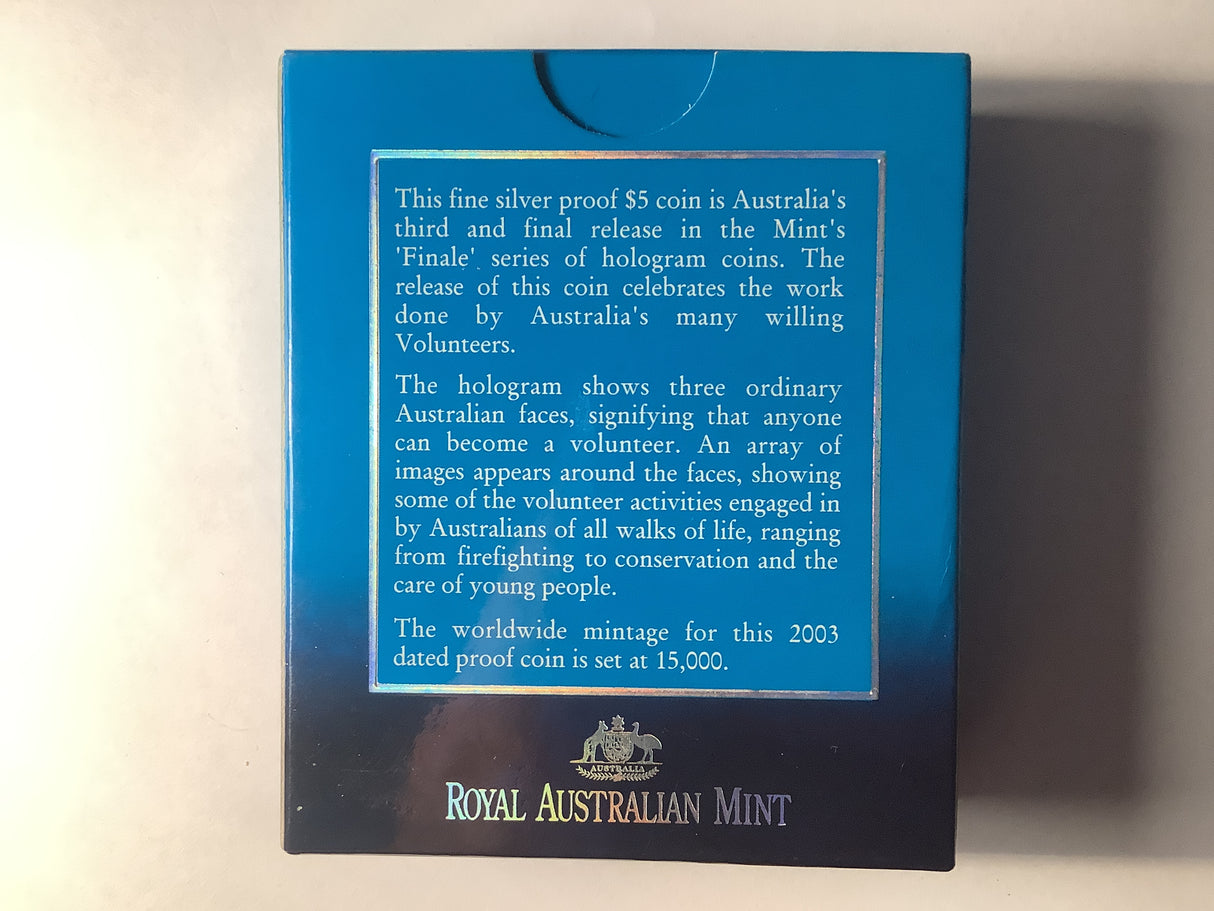 This fine silver proof $5 coin is Australia's
third and final release in the Mint's
'Finale' series of hologram coins. The
release of this coin celebrates the work
done by Australia's many willing
Volunteers.
The hologram shows three ordinary
Australian faces, signifying that anyone
can become a volunteer. An array of
images appears around the faces, showing
some of the volunteer activities engaged in
by Australians of all walks of life, ranging
from firefighting to conservation and the
care of young people.
The worldwide mintage for this 2003
dated proof coin is set at 15,000.
AUSTRALIA
ROYAL AUSTRALIAN MINT